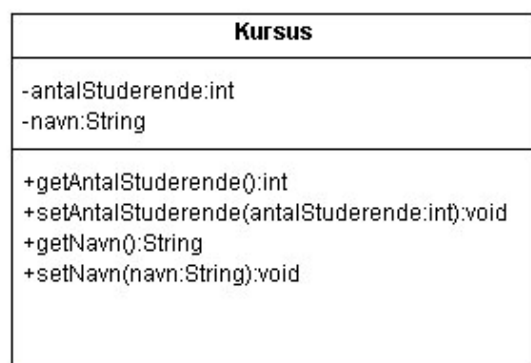 Kursus
-antalStuderende:int
-navn:String
+getAntalStuderende():int
+setAntalStuderende(antalStuderende:int):void
+getNavn():String
+setNavn(navn:String):void